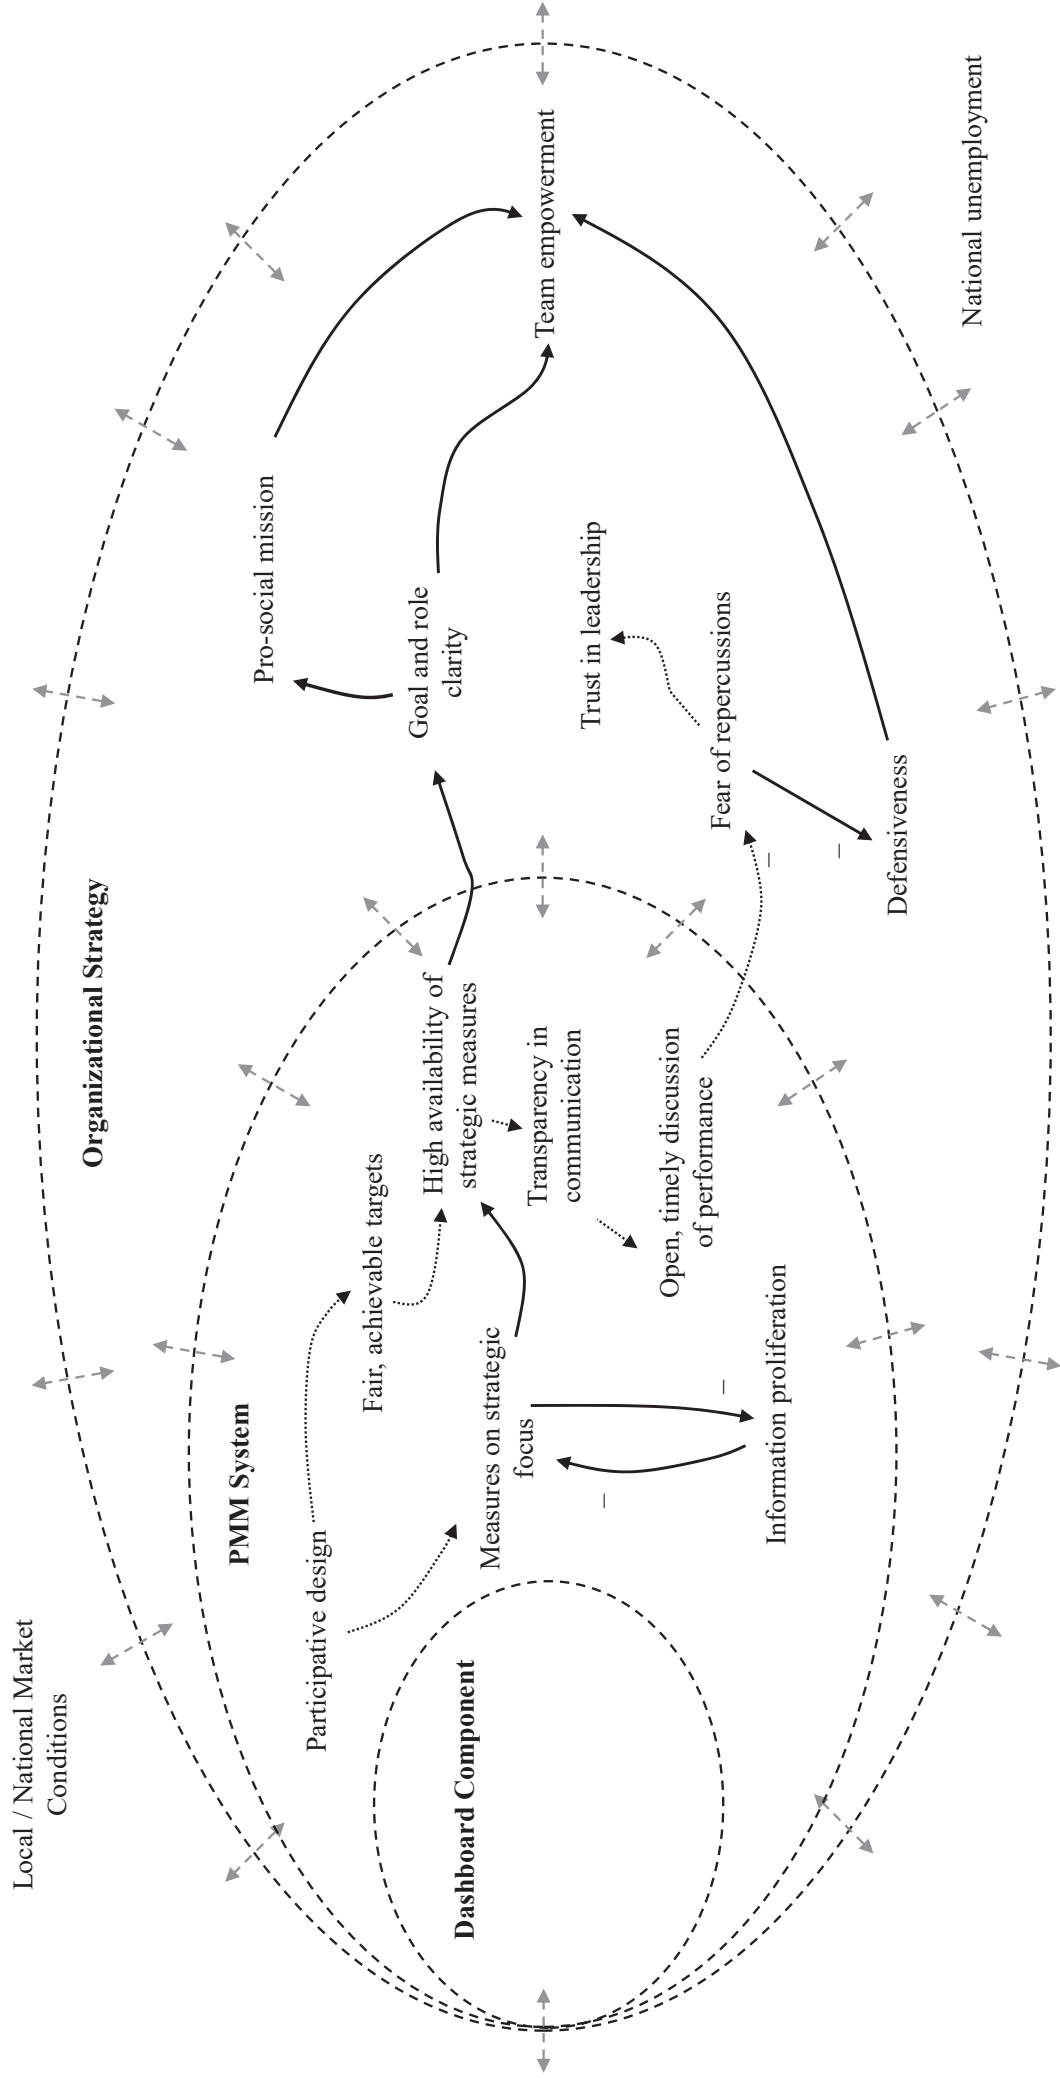 Local / National Market
Conditions
Organizational Strategy
PMM System
Dashboard Component
Participative design
Fair, achievable targets
Measures on strategic
focus
High availability of
strategic measures
Transparency in
communication
Open, timely discussion
of performance
Information proliferation
–
–
Pro-social mission
Goal and role
clarity
Team empowerment
Trust in leadership
Fear of repercussions
–
–
Defensiveness
National unemployment